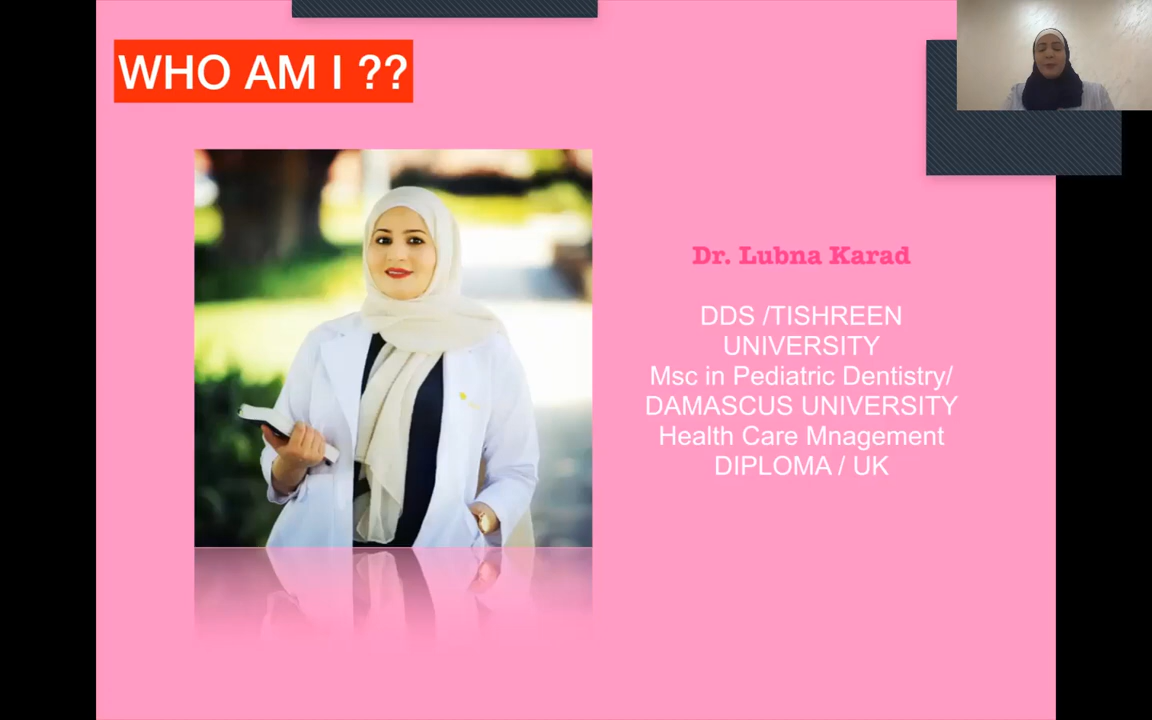 WHO AM I ??
Dr. Lubna Karad
DDS /TISHREEN
UNIVERSITY
Msc in Pediatric Dentistry/
DAMASCUS UNIVERSITY
Health Care Mnagement
DIPLOMA / UK